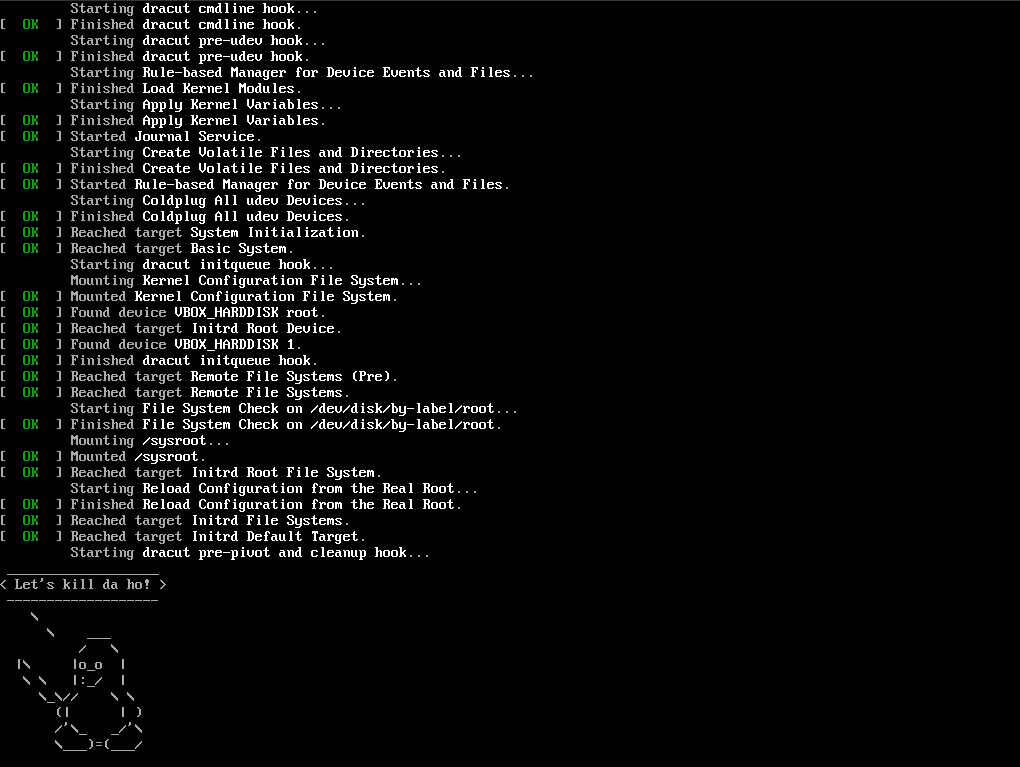 Starting dracut cmdline hook...
[  OK  ] Finished dracut cmdline hook.
         Starting dracut pre-udev hook...
[  OK  ] Finished dracut pre-udev hook.
         Starting Rule-based Manager for Device Events and Files...
[  OK  ] Finished Load Kernel Modules.
         Starting Apply Kernel Variables...
[  OK  ] Finished Apply Kernel Variables.
[  OK  ] Started Journal Service.
         Starting Create Volatile Files and Directories...
[  OK  ] Finished Create Volatile Files and Directories.
[  OK  ] Started Rule-based Manager for Device Events and Files.
         Starting Coldplug All udev Devices...
[  OK  ] Finished Coldplug All udev Devices.
[  OK  ] Reached target System Initialization.
[  OK  ] Reached target Basic System.
         Starting dracut initqueue hook...
         Mounting Kernel Configuration File System...
[  OK  ] Mounted Kernel Configuration File System.
[  OK  ] Found device VBOX_HARDDISK root.
[  OK  ] Reached target Initrd Root Device.
[  OK  ] Found device VBOX_HARDDISK 1.
[  OK  ] Finished dracut initqueue hook.
[  OK  ] Reached target Remote File Systems (Pre).
[  OK  ] Reached target Remote File Systems.
         Starting File System Check on /dev/disk/by-label/root...
[  OK  ] Finished File System Check on /dev/disk/by-label/root.
         Mounting /sysroot...
[  OK  ] Mounted /sysroot.
[  OK  ] Reached target Initrd Root File System.
         Starting Reload Configuration from the Real Root...
[  OK  ] Finished Reload Configuration from the Real Root.
[  OK  ] Reached target Initrd File Systems.
[  OK  ] Reached target Initrd Default Target.
         Starting dracut pre-pivot and cleanup hook...
 ___________________
< Let's kill da ho! >
 -------------------
    \
      \    ___
          /   \
  |\     |o_o  |
   \ \   |:_/  |
     \_\//    \ \
       (|      | )
       /'\_   _/'\
       \___)=(___/